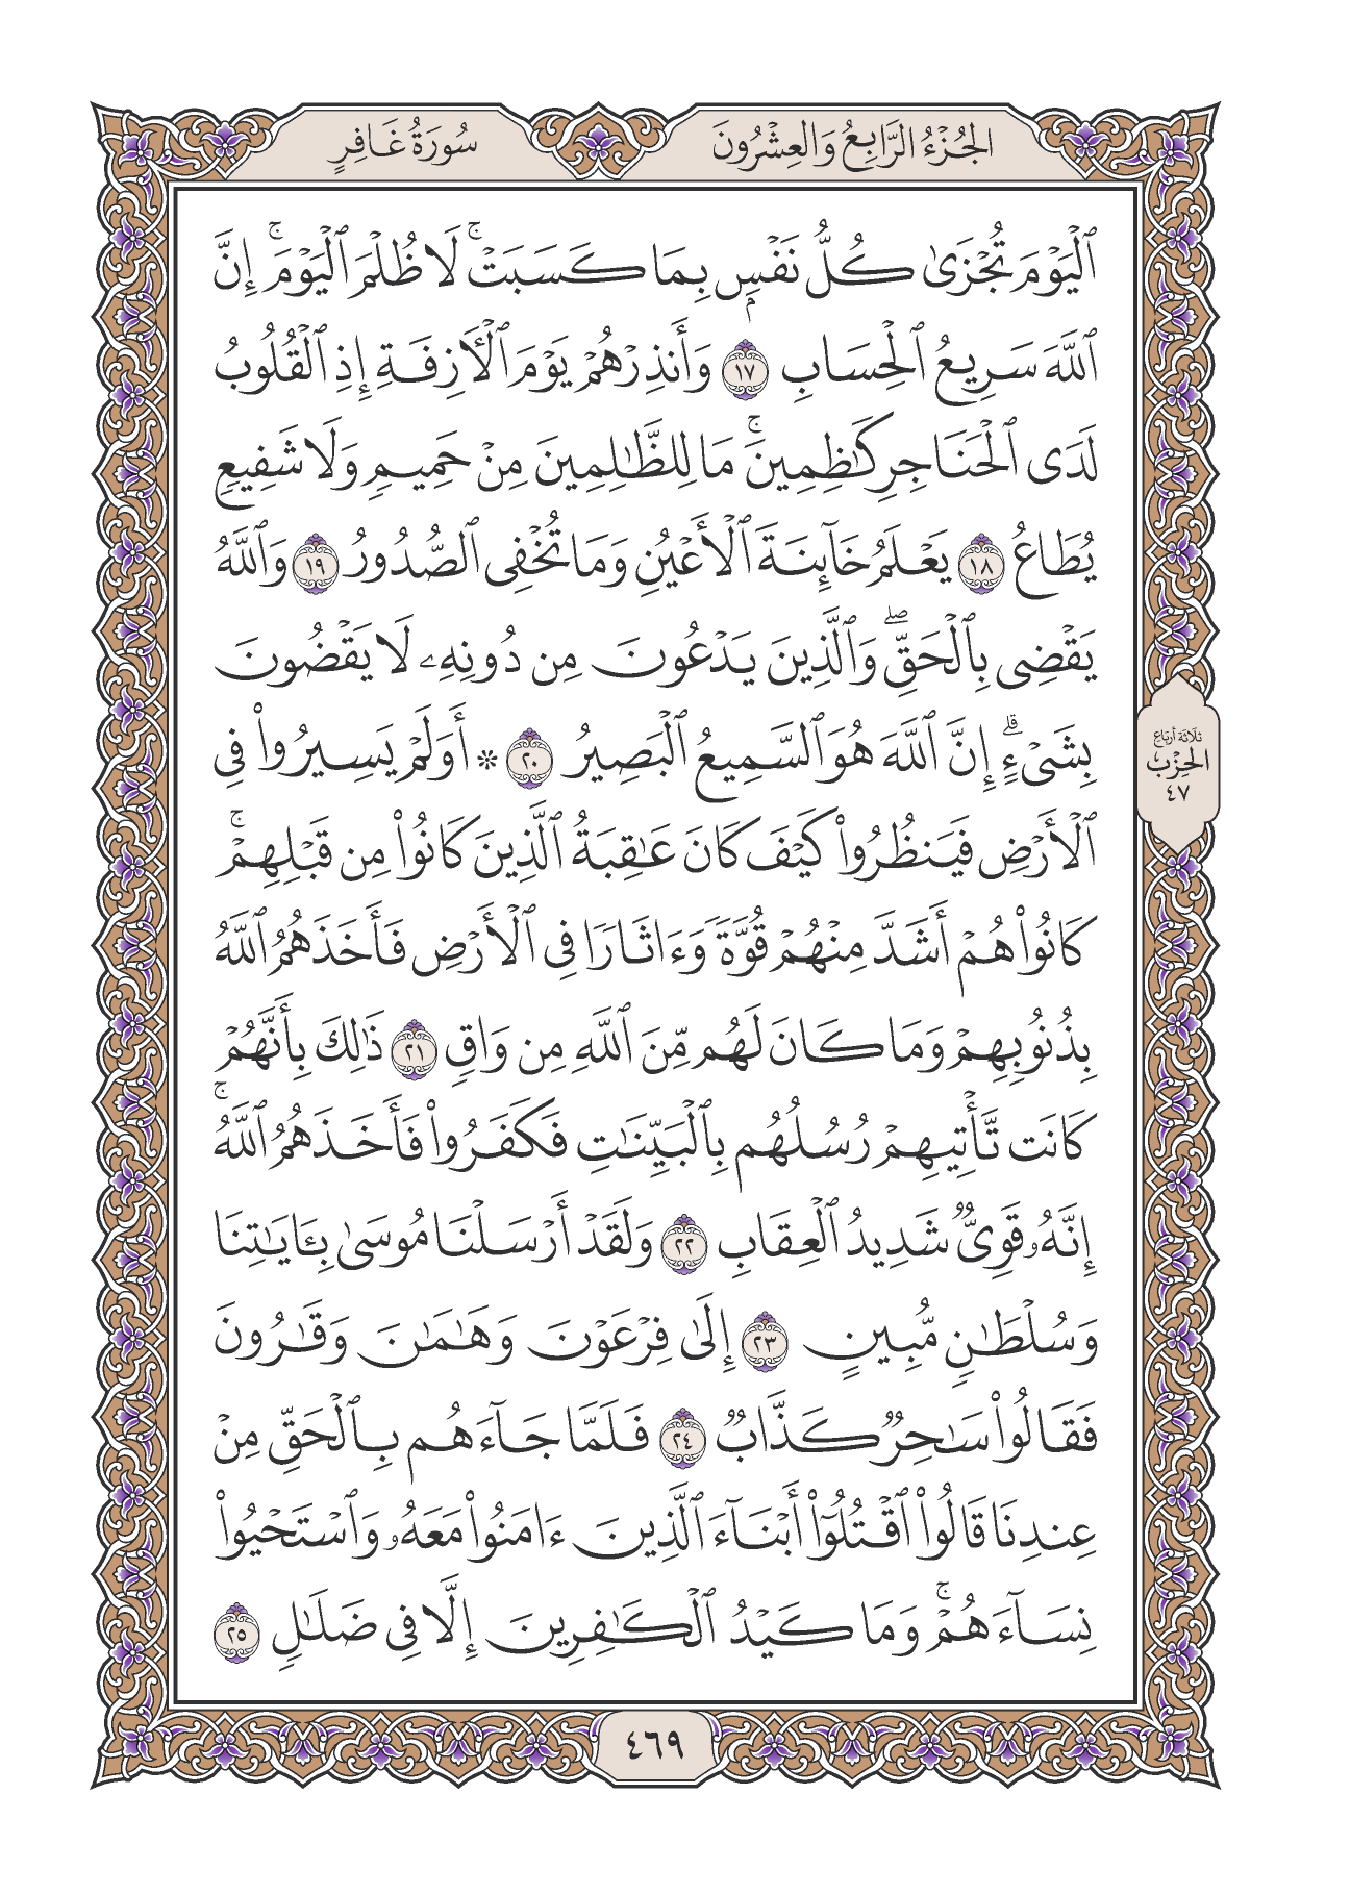 الجُزْءُ الرَّابِعُ وَالعِشْرُونَ
سُورَةُ غَافِرٍ
ٱلْيَوْمَ تُجْزَىٰ كُلُّ نَفْسٍۭ بِمَا كَسَبَتْ ۚ لَا ظُلْمَ ٱلْيَوْمَ ۚ إِنَّ
ٱللَّهَ سَرِيعُ ٱلْحِسَابِ ١٧ وَأَنذِرْهُمْ يَوْمَ ٱلْـَٔازِفَةِ إِذِ ٱلْقُلُوبُ
لَدَى ٱلْحَنَاجِرِ كَـٰظِمِينَ ۚ مَا لِلظَّـٰلِمِينَ مِنْ حَمِيمٍ وَلَا شَفِيعٍ
يُطَاعُ ١٨ يَعْلَمُ خَآئِنَةَ ٱلْأَعْيُنِ وَمَا تُخْفِى ٱلصُّدُورُ ١٩ وَٱللَّهُ
يَقْضِى بِٱلْحَقِّ ۖ وَٱلَّذِينَ يَدْعُونَ مِن دُونِهِۦ لَا يَقْضُونَ
بِشَىْءٍ ۗ إِنَّ ٱللَّهَ هُوَ ٱلسَّمِيعُ ٱلْبَصِيرُ ٢٠ * أَوَلَمْ يَسِيرُوا۟ فِى
ثلاثة أرباع
الحِزْب
٤٧
ٱلْأَرْضِ فَيَنظُرُوا۟ كَيْفَ كَانَ عَـٰقِبَةُ ٱلَّذِينَ كَانُوا۟ مِن قَبْلِهِمْ ۚ
كَانُوا۟ هُمْ أَشَدَّ مِنْهُمْ قُوَّةً وَءَاثَارًا فِى ٱلْأَرْضِ فَأَخَذَهُمُ ٱللَّهُ
بِذُنُوبِهِمْ وَمَا كَانَ لَهُم مِّنَ ٱللَّهِ مِن وَاقٍ ٢١ ذَٰلِكَ بِأَنَّهُمْ
كَانَت تَّأْتِيهِمْ رُسُلُهُم بِٱلْبَيِّنَـٰتِ فَكَفَرُوا۟ فَأَخَذَهُمُ ٱللَّهُ ۚ
إِنَّهُۥ قَوِىٌّ شَدِيدُ ٱلْعِقَابِ ٢٢ وَلَقَدْ أَرْسَلْنَا مُوسَىٰ بِـَٔايَـٰتِنَا
وَسُلْطَـٰنٍ مُّبِينٍ ٢٣ إِلَىٰ فِرْعَوْنَ وَهَـٰمَـٰنَ وَقَـٰرُونَ
فَقَالُوا۟ سَـٰحِرٌ كَذَّابٌ ٢٤ فَلَمَّا جَآءَهُم بِٱلْحَقِّ مِنْ
عِندِنَا قَالُوا۟ ٱقْتُلُوٓا۟ أَبْنَآءَ ٱلَّذِينَ ءَامَنُوا۟ مَعَهُۥ وَٱسْتَحْيُوا۟
نِسَآءَهُمْ ۚ وَمَا كَيْدُ ٱلْكَـٰفِرِينَ إِلَّا فِى ضَلَـٰلٍ ٢٥
٤٦٩